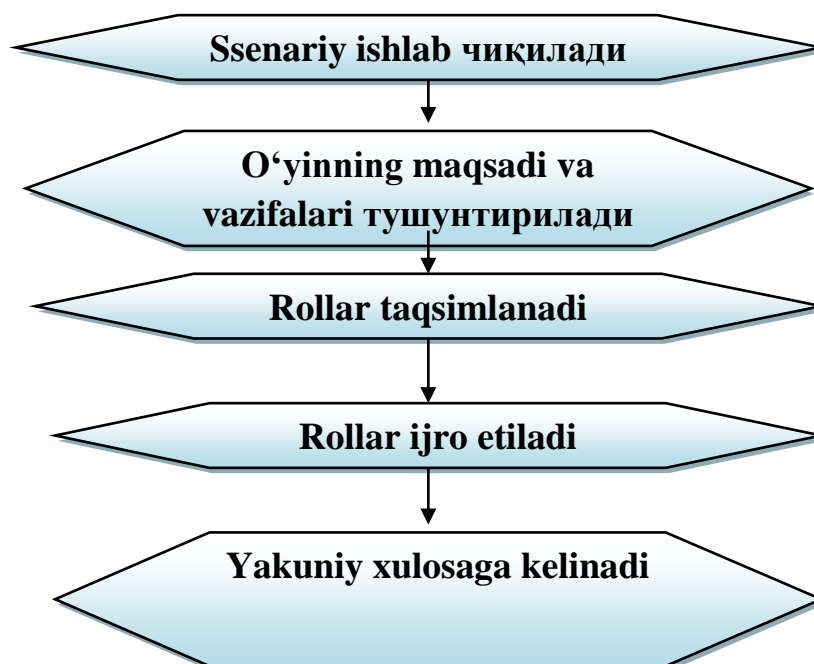 Ssenariy ishlab чиқилади
O‘yinning maqsadi va
vazifalari тушунтирилади
Rollar taqsimlanadi
Rollar ijro etiladi
Yakuniy xulosaga kelinadi